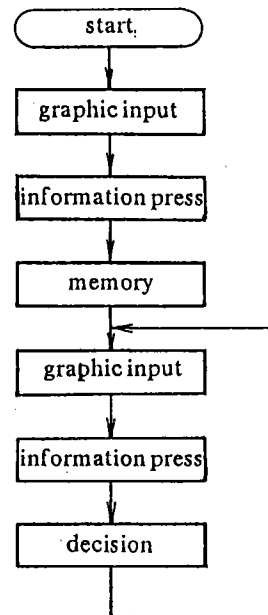 start
graphic input
information press
memory
graphic input
information press
decision